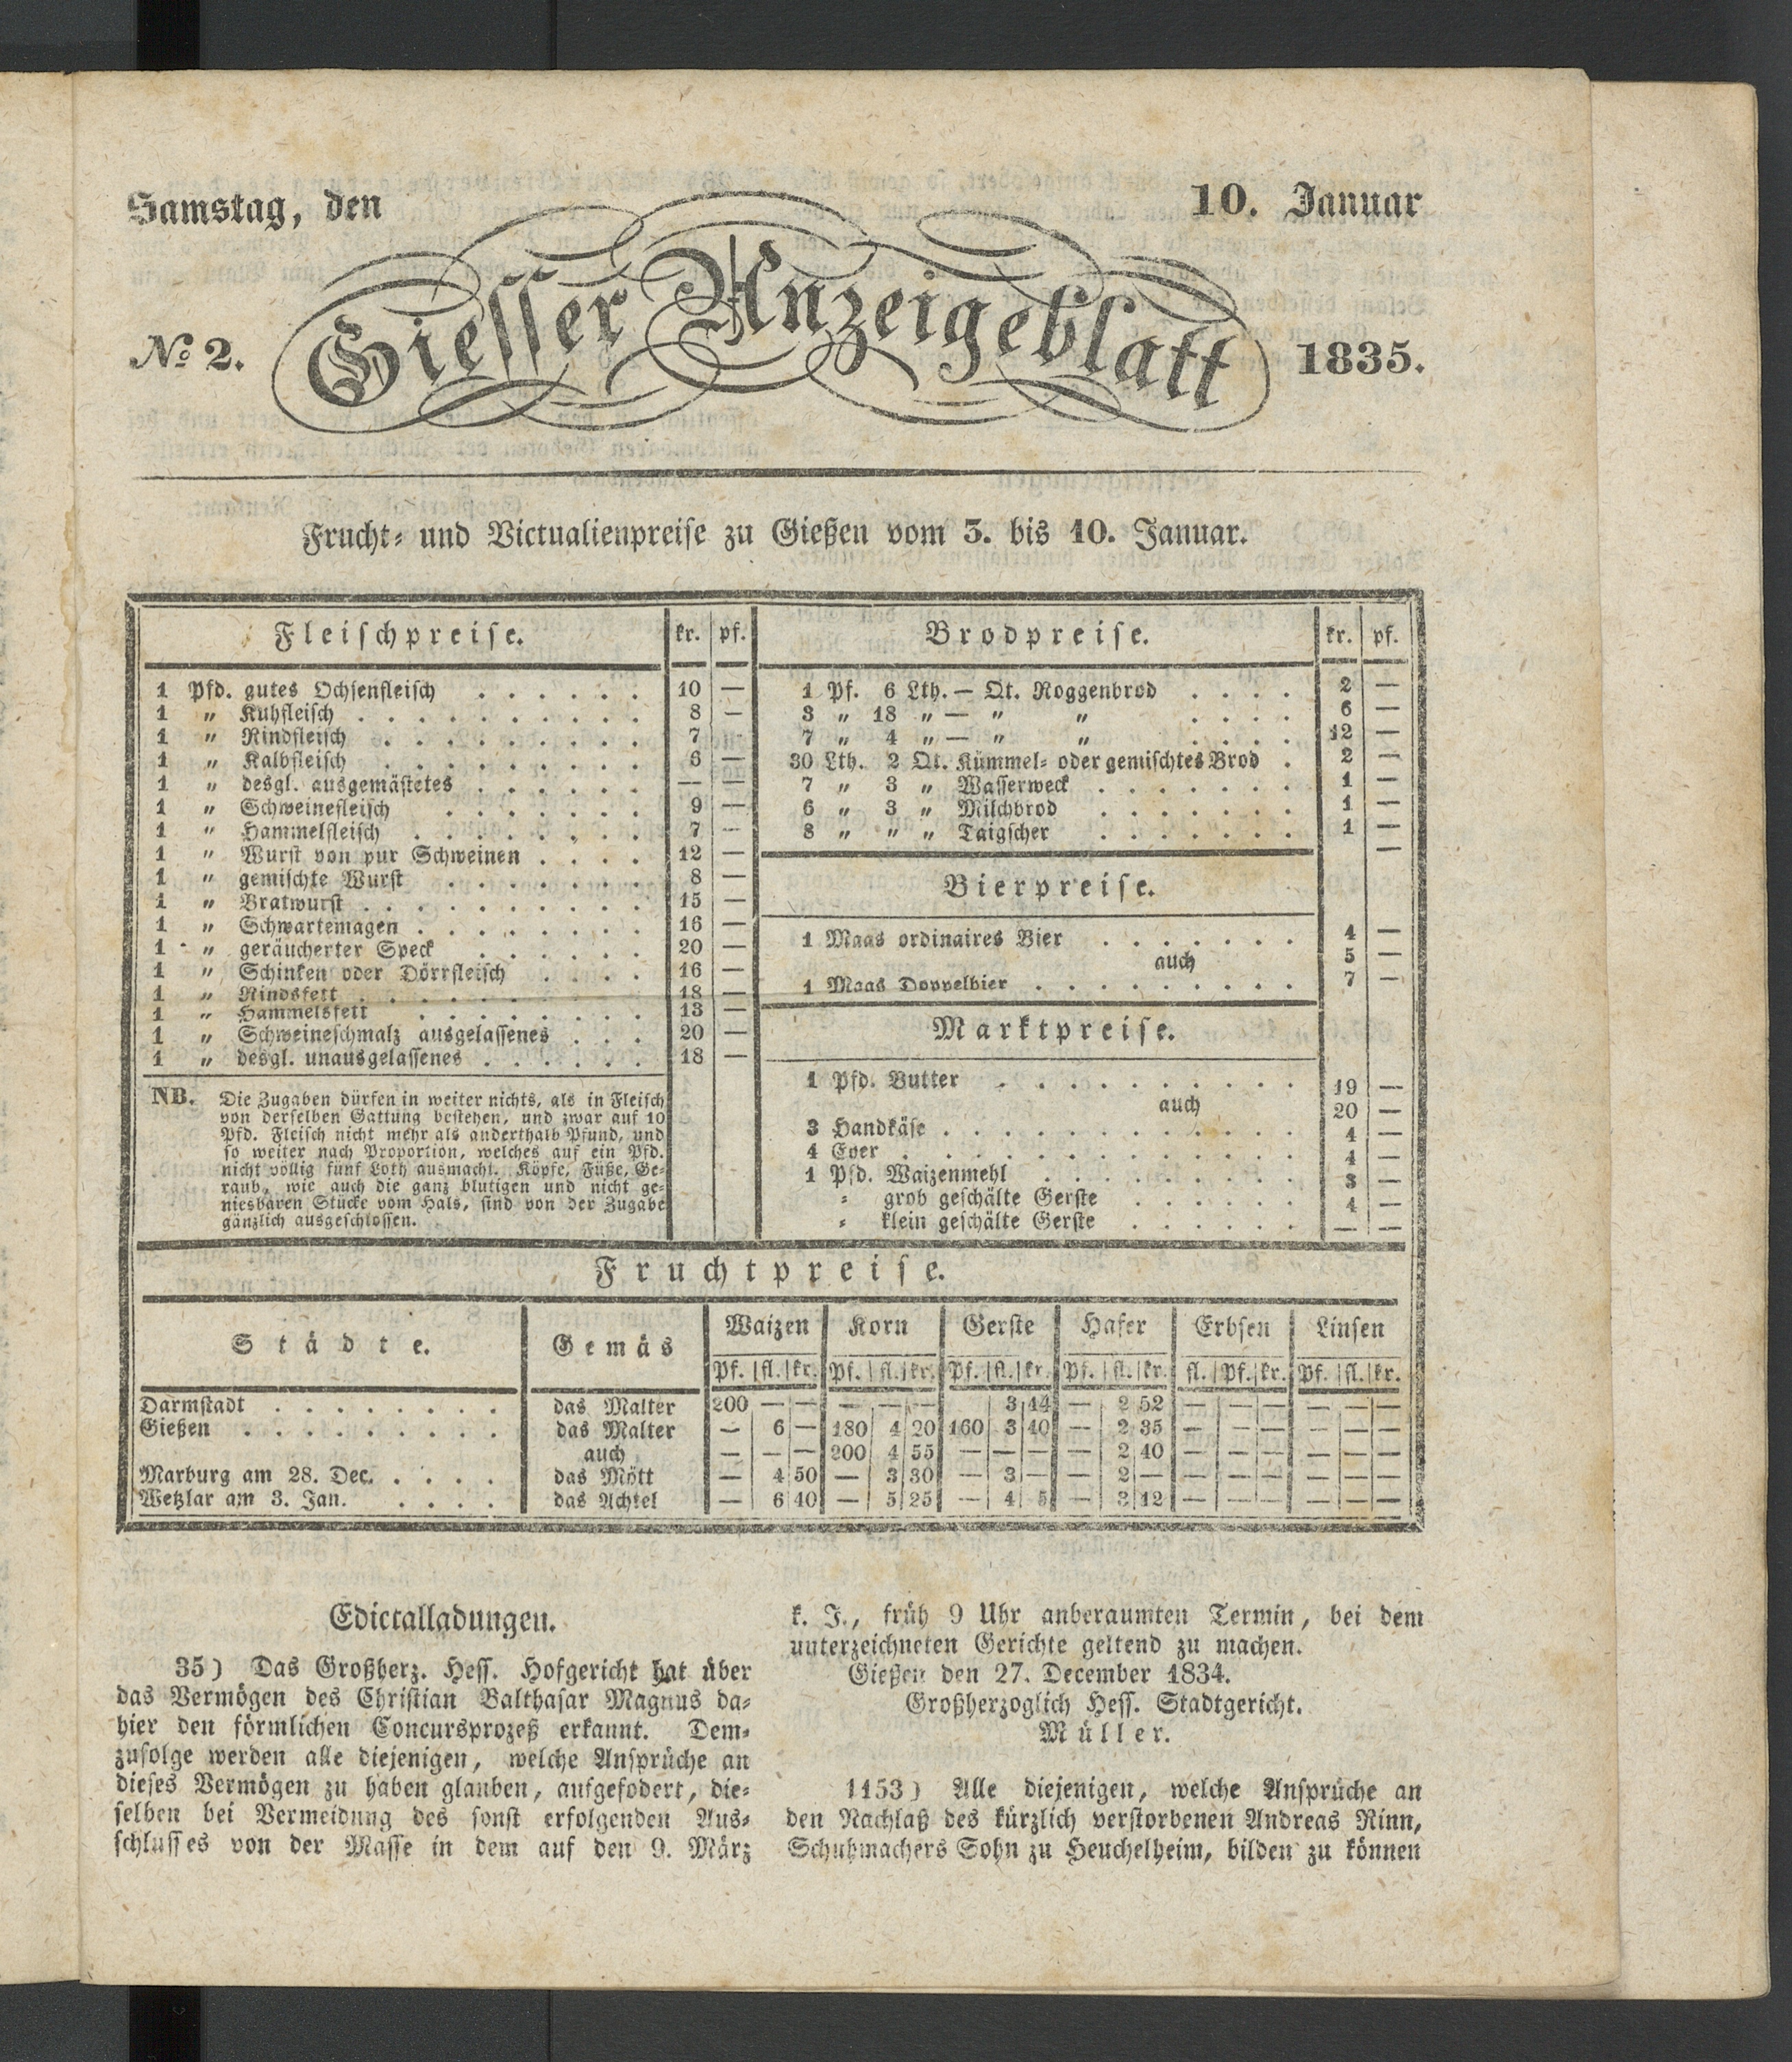 Samstag, den 10. Januar
No. 2. Giesser Anzeigeblatt 1835.
Frucht- und Victualienpreise zu Gießen vom 3. bis 10. Januar.
Fleischpreise. kr. pf.
1 Pfd. gutes Ochsenfleisch . . . . . . 10 —
1 „ Kuhfleisch . . . . . . . . . . 8 —
1 „ Rindfleisch . . . . . . . . . 7 -
1 „ Kalbfleisch . . . . . . . . . 6 —
1 „ desgl. ausgemästetes . . . . . . — —
1 „ Schweinefleisch . . . . . . . 9 —
1 „ Hammelfleisch . . . . . . . . 7 —
1 „ Wurst von pur Schweinen . . . . 12 —
1 „ gemischte Wurst . . . . . . . 8 —
1 „ Bratwurst . . . . . . . . . . 15 —
1 „ Schwartemagen . . . . . . . . 16 —
1 „ geräucherter Speck . . . . . . 20 —
1 „ Schinken oder Dörrfleisch . . . . 16 —
1 „ Rindsfett . . . . . . . . . . 18 —
1 „ Hammelsfett . . . . . . . . 13 —
1 „ Schweineschmalz ausgelassenes . . . 20 —
1 „ desgl. unausgelassenes . . . . . . 18 —
NB. Die Zugaben dürfen in weiter nichts, als in Fleisch
von derselben Gattung bestehen, und zwar auf 10
Pfd. Fleisch nicht mehr als anderthalb Pfund, und
so weiter nach Proportion, welches auf ein Pfd.
nicht völlig fünf Loth ausmacht. Köpfe, Füße, Ge-
raub, wie auch die ganz blutigen und nicht ge-
niesbaren Stücke vom Hals, sind von der Zugabe
gänzlich ausgeschlossen.
Brodpreise. kr. pf.
1 Pf. 6 Lth. — Qt. Roggenbrod . . . . 2 —
3 „ 18 „ — „ „ . . . . 6 —
7 „ 4 „ — „ „ . . . . 12 —
30 Lth. 2 Qt. Kümmel- oder gemischtes Brod . 2 —
7 „ 3 „ Wasserweck . . . . . . . 1 —
6 „ 3 „ Milchbrod . . . . . . . 1 —
8 „ „ „ Taigscher . . . . . . . 1 —
—
Bierpreise.
1 Maas ordinaires Bier . . . . . . . 4 —
auch 5 —
1 Maas Doppelbier . . . . . . . . . 7 —
Marktpreise.
1 Pfd. Butter . . . . . . . . . . 19 —
auch 20 —
3 Handkäse . . . . . . . . . . . . 4 —
4 Eyer . . . . . . . . . . . . . 4 —
1 Pfd. Waizenmehl . . . . . . . . . 3 —
- grob geschälte Gerste . . . . . . 4 —
- klein geschälte Gerste . . . . . . — —
Fruchtpreise.
Städte. Gemäs Waizen Korn Gerste Hafer Erbsen Linsen
Pf. fl. kr. Pf. fl. kr. Pf. fl. kr. Pf. fl. kr. fl. Pf. kr. Pf. fl. kr.
Darmstadt . . . . . . . . das Malter 200 — — — — — 3 14 — 2 52 — — — — — —
Gießen . . . . . . . . . das Malter — 6 — 180 4 20 160 3 40 — 2 35 — — — — — —
auch — — — 200 4 55 — — — — 2 40 — — — — — —
Marburg am 28. Dec. . . . . das Mött — 4 50 — 3 30 — 3 — — 2 — — — — — — —
Wetzlar am 3. Jan. . . . . das Achtel — 6 40 — 5 25 — 4 5 — 3 12 — — — — — —
Edictalladungen.
35) Das Großherz. Hess. Hofgericht hat über
das Vermögen des Christian Balthasar Magnus da-
hier den förmlichen Concursprozeß erkannt. Dem-
zufolge werden alle diejenigen, welche Ansprüche an
dieses Vermögen zu haben glauben, aufgefodert, die-
selben bei Vermeidung des sonst erfolgenden Aus-
schlusses von der Masse in dem auf den 9. März
k. J., früh 9 Uhr anberaumten Termin, bei dem
unterzeichneten Gerichte geltend zu machen.
Gießen den 27. December 1834.
Großherzoglich Hess. Stadtgericht.
Müller.
1153) Alle diejenigen, welche Ansprüche an
den Nachlaß des kürzlich verstorbenen Andreas Rinn,
Schuhmachers Sohn zu Heuchelheim, bilden zu können